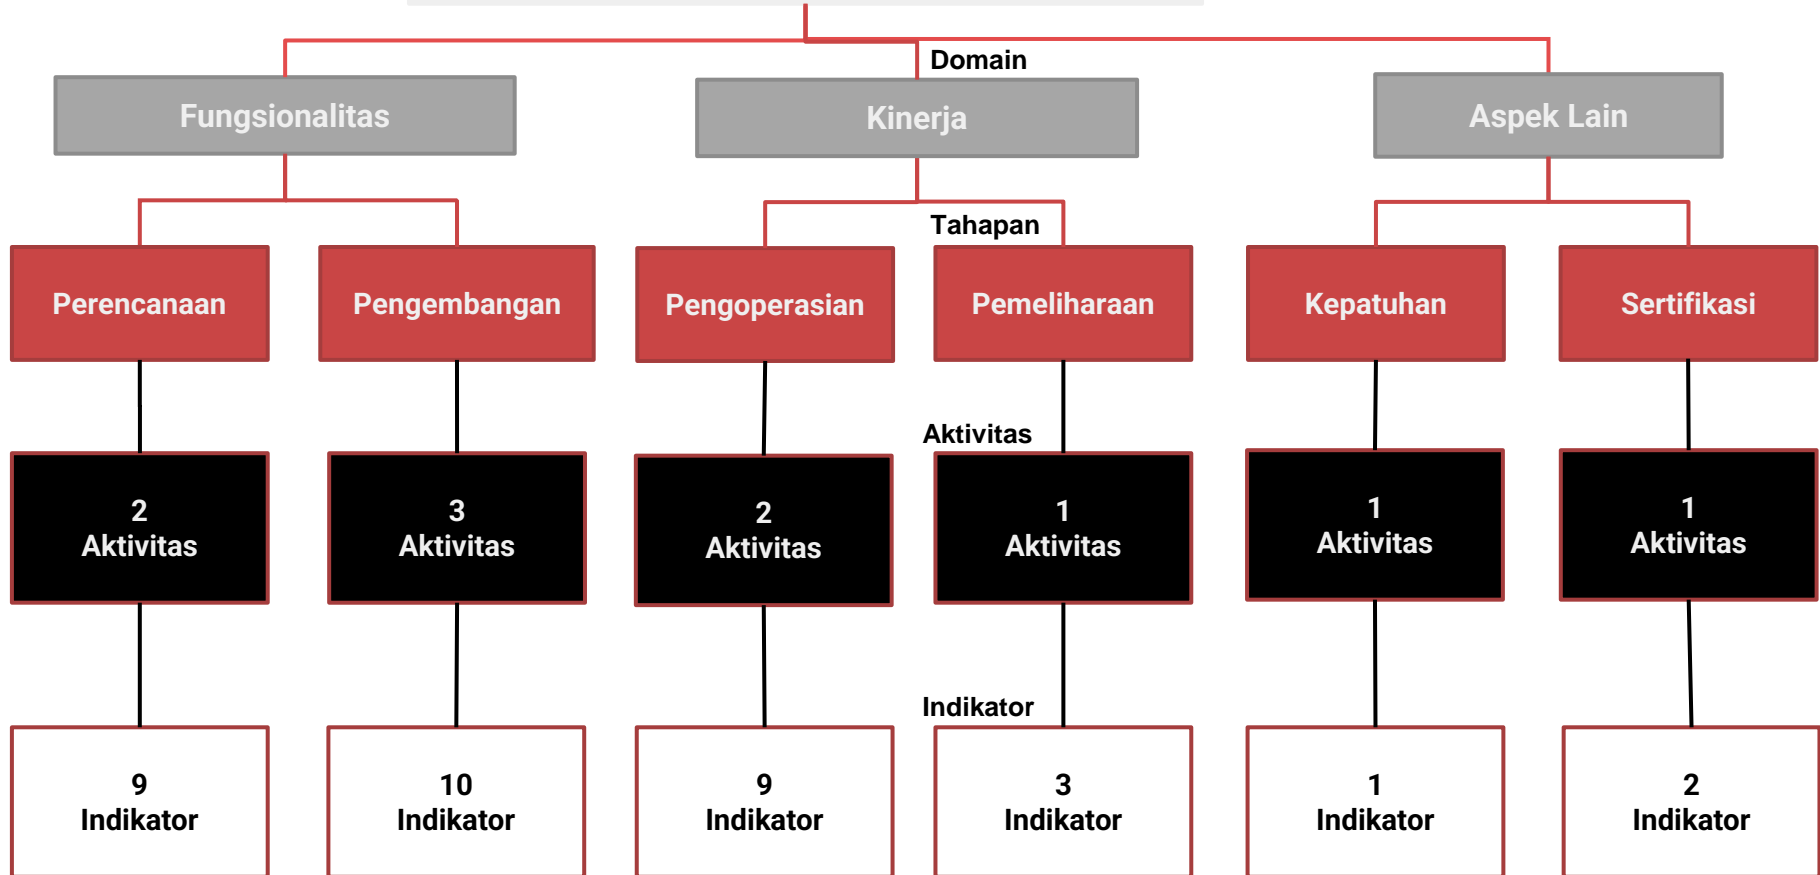 Domain
Fungsionalitas
Kinerja
Aspek Lain
Tahapan
Perencanaan
Pengembangan
Pengoperasian
Pemeliharaan
Kepatuhan
Sertifikasi
Aktivitas
2
Aktivitas
3
Aktivitas
2
Aktivitas
1
Aktivitas
1
Aktivitas
1
Aktivitas
Indikator
9
Indikator
10
Indikator
9
Indikator
3
Indikator
1
Indikator
2
Indikator